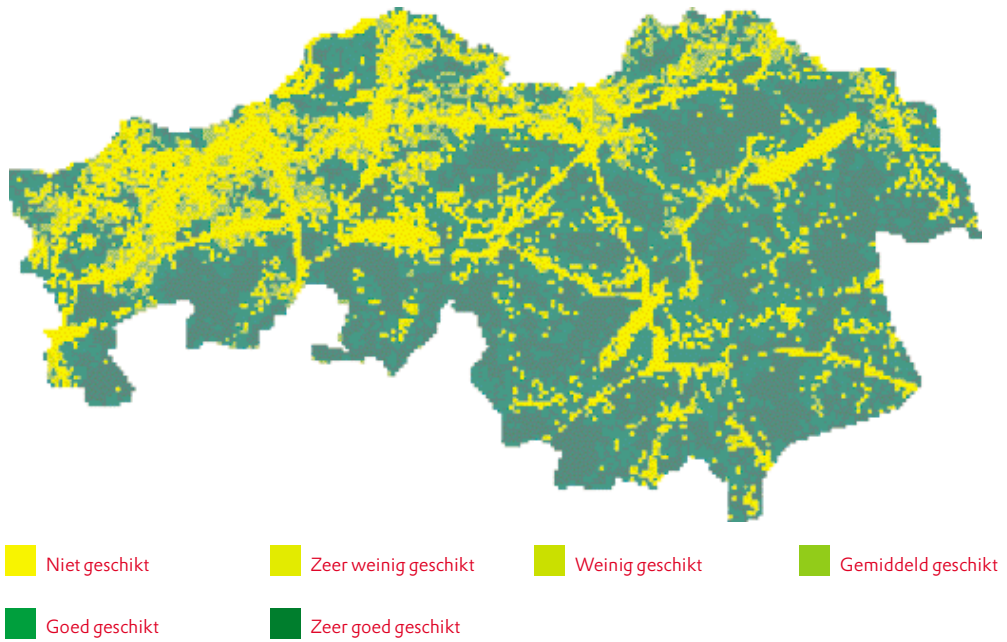 Niet geschikt
Zeer weinig geschikt
Weinig geschikt
Gemiddeld geschikt
Goed geschikt
Zeer goed geschikt